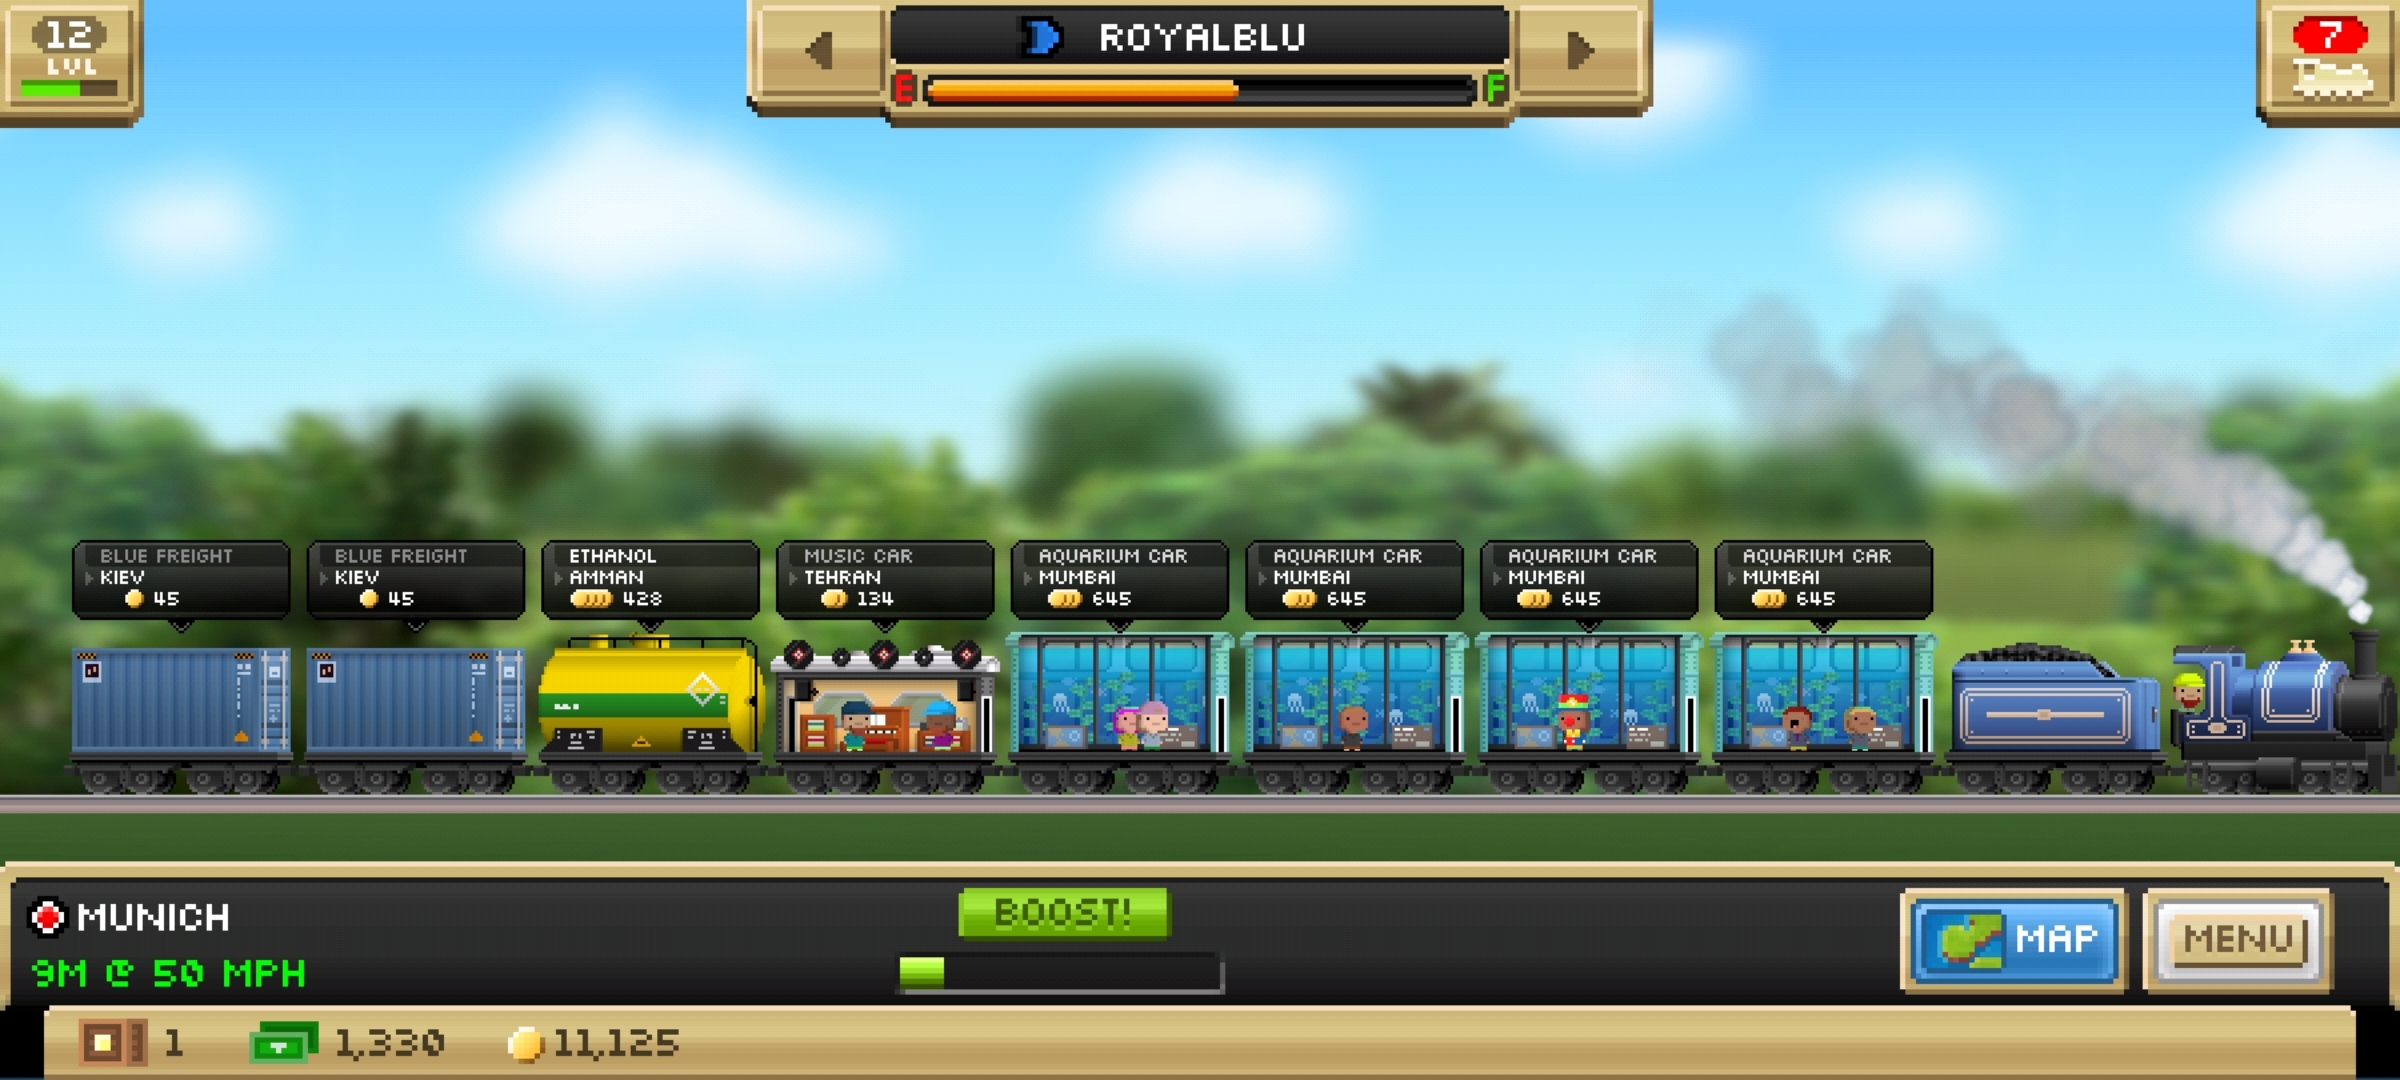 12
LVL
ROYALBLU
E
F
7
BLUE FREIGHT
KIEV
45
BLUE FREIGHT
KIEV
45
ETHANOL
AMMAN
428
MUSIC CAR
TEHRAN
134
AQUARIUM CAR
MUMBAI
645
AQUARIUM CAR
MUMBAI
645
AQUARIUM CAR
MUMBAI
645
AQUARIUM CAR
MUMBAI
645
MUNICH
9M @ 50 MPH
BOOST!
MAP
MENU
1
1,330
11,125